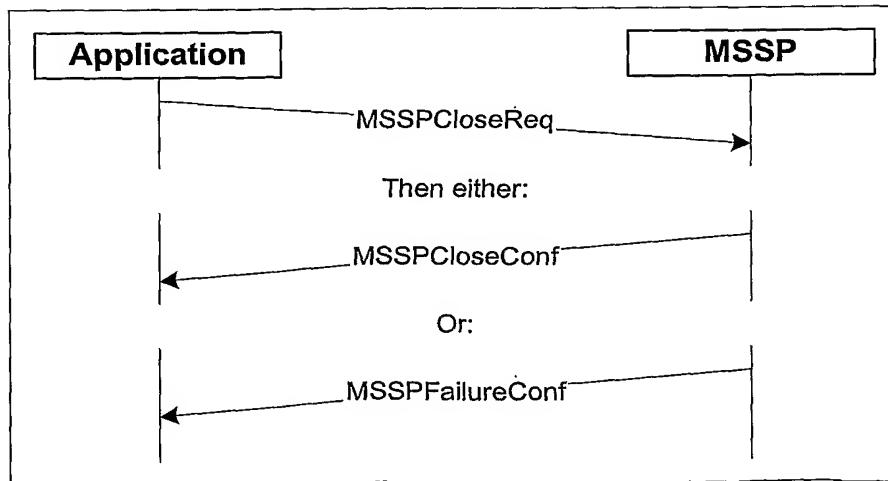 Application MSSP
MSSPCloseReq
Then either:
MSSPCloseConf
Or:
MSSPFailureConf